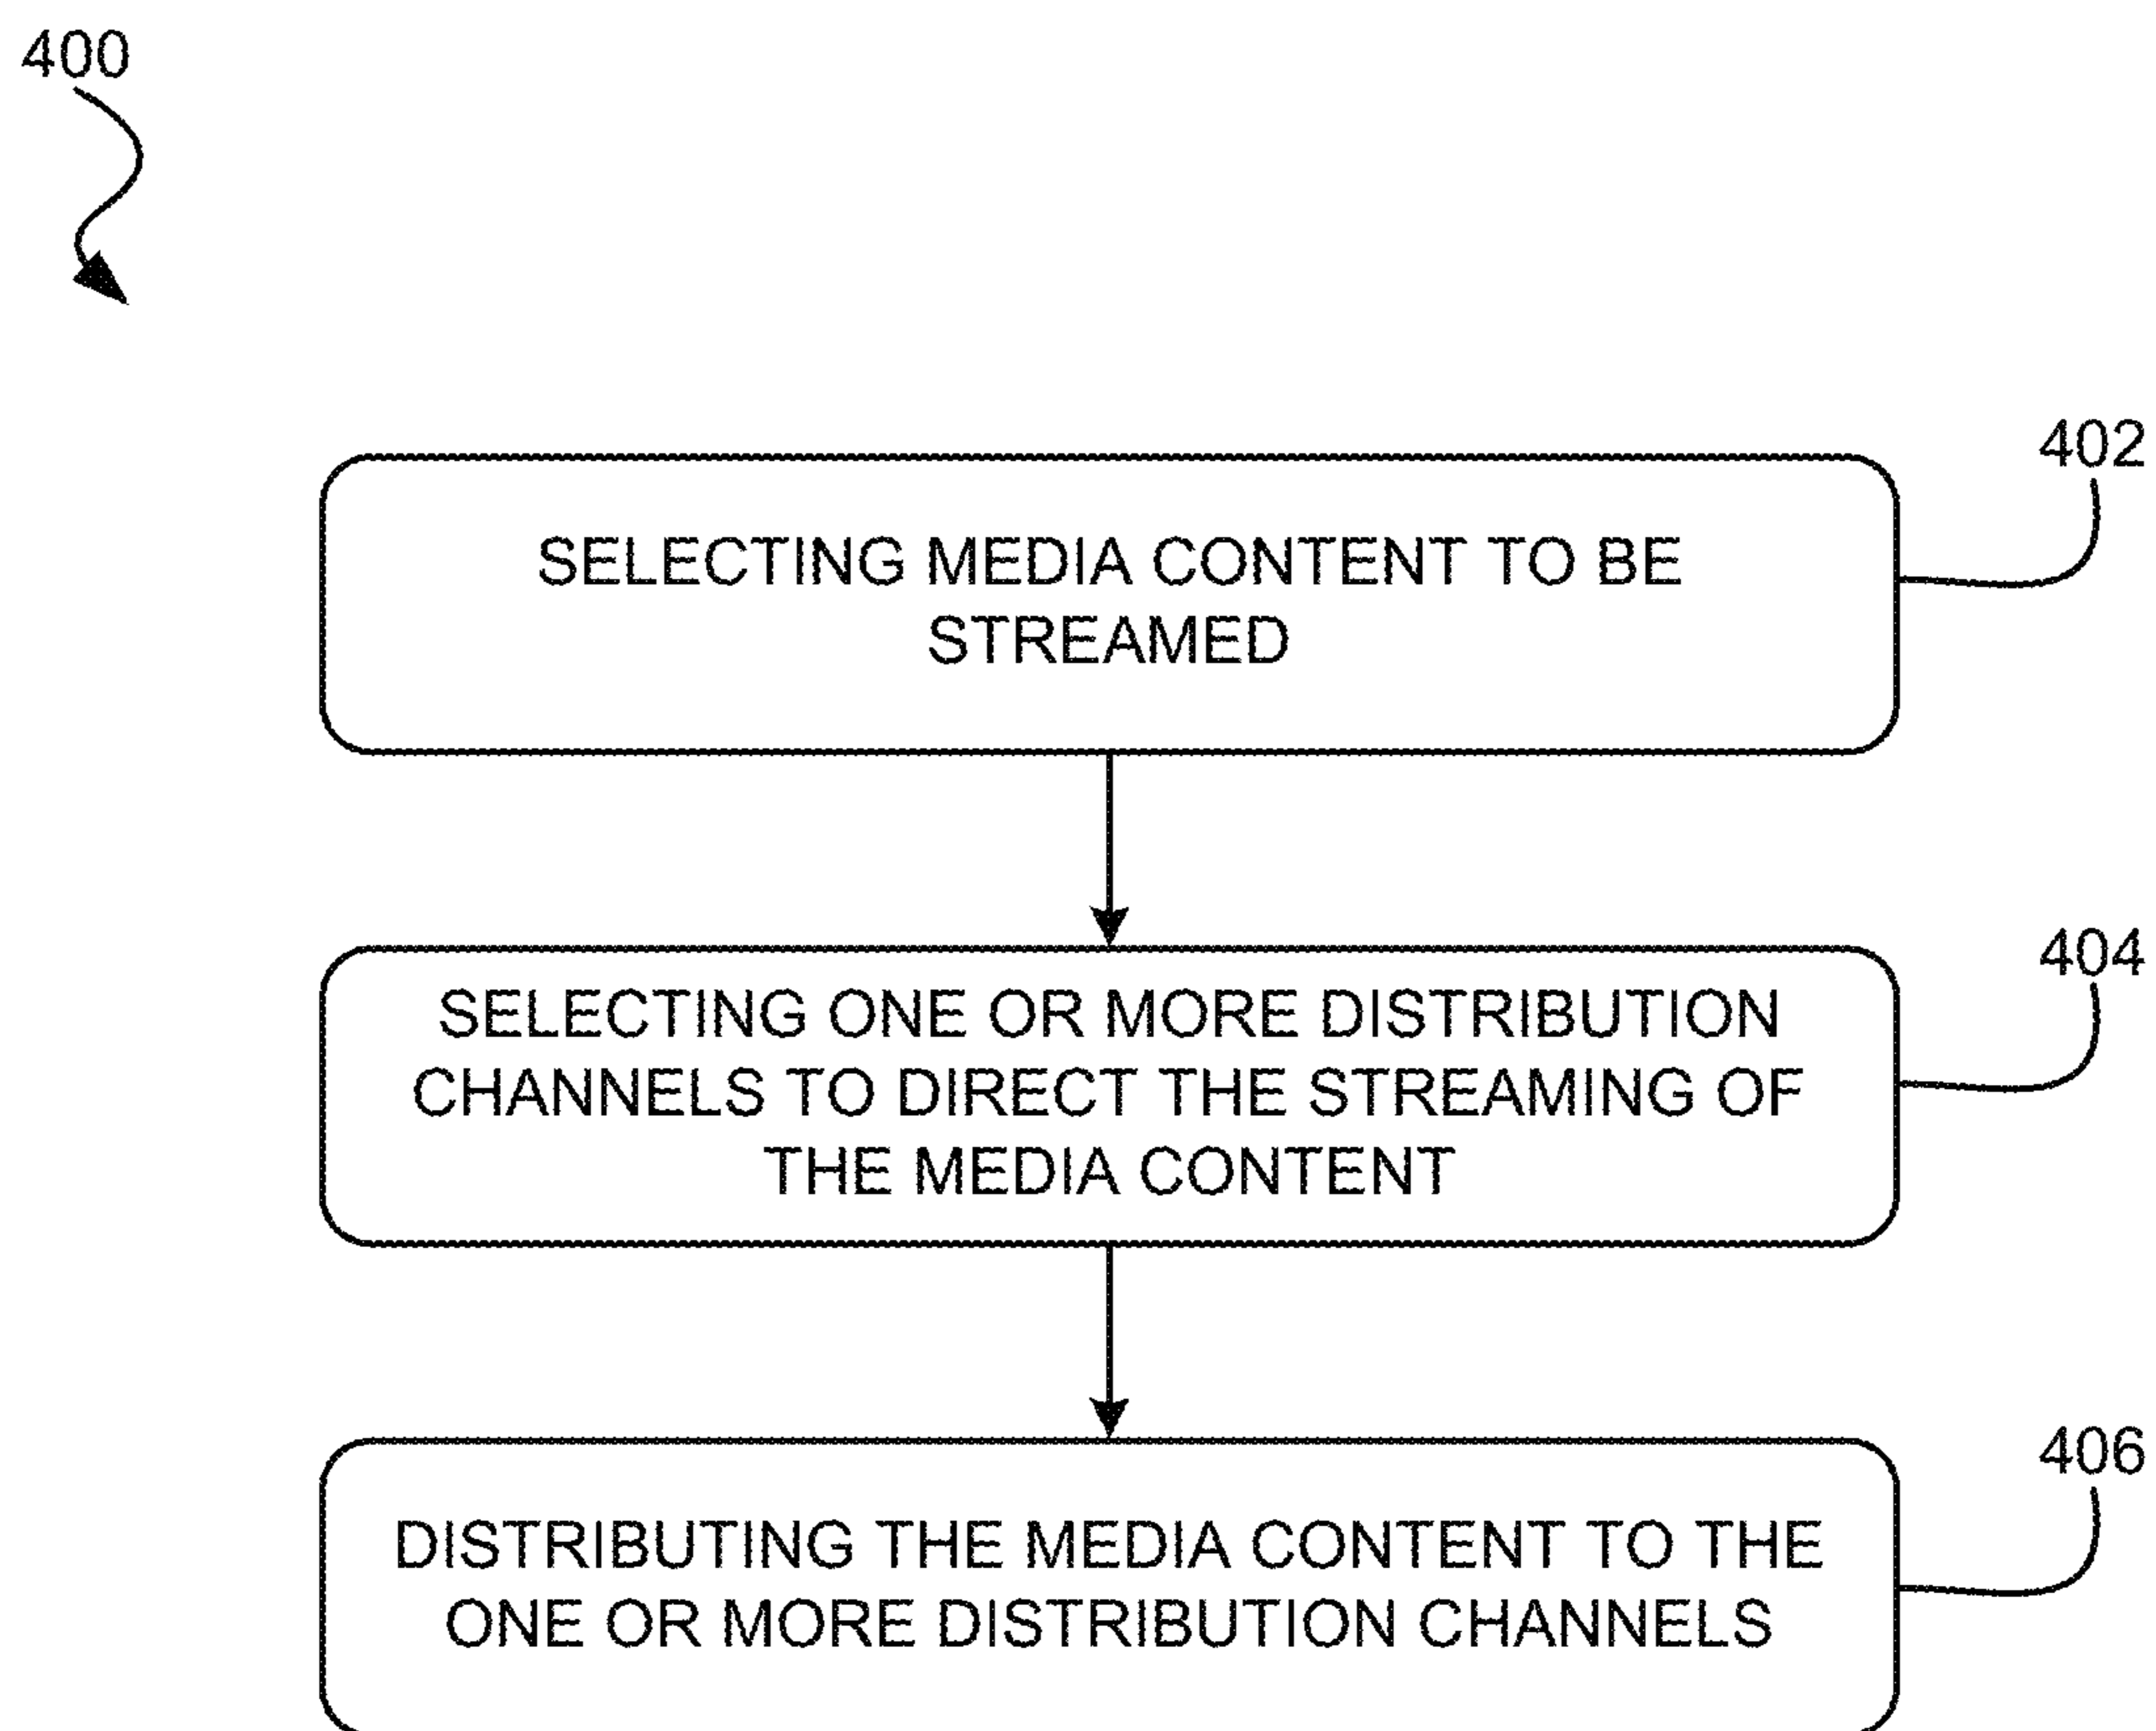 400
402
SELECTING MEDIA CONTENT TO BE
STREAMED
404
SELECTING ONE OR MORE DISTRIBUTION
CHANNELS TO DIRECT THE STREAMING OF
THE MEDIA CONTENT
406
DISTRIBUTING THE MEDIA CONTENT TO THE
ONE OR MORE DISTRIBUTION CHANNELS